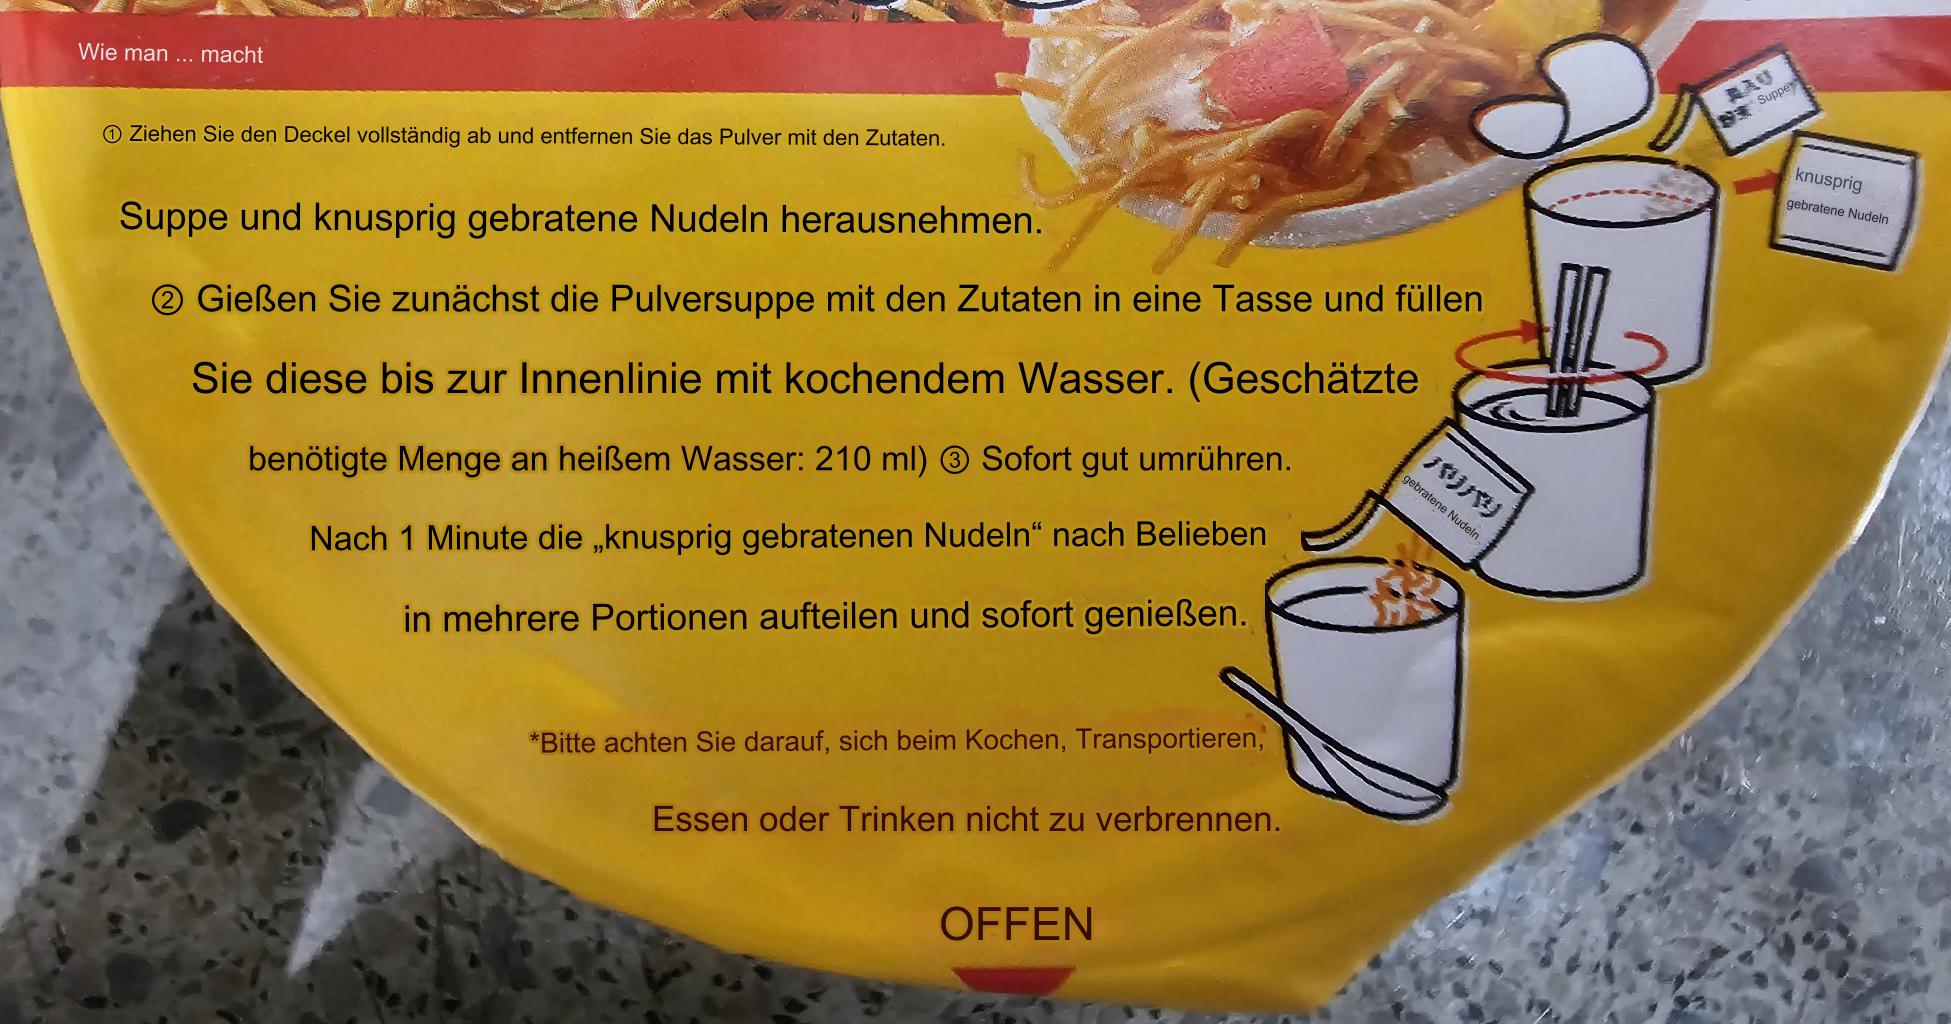 Wie man ... macht
① Ziehen Sie den Deckel vollständig ab und entfernen Sie das Pulver mit den Zutaten.
Suppe und knusprig gebratene Nudeln herausnehmen.
② Gießen Sie zunächst die Pulversuppe mit den Zutaten in eine Tasse und füllen
Sie diese bis zur Innenlinie mit kochendem Wasser. (Geschätzte
benötigte Menge an heißem Wasser: 210 ml) ③ Sofort gut umrühren.
Nach 1 Minute die „knusprig gebratenen Nudeln“ nach Belieben
in mehrere Portionen aufteilen und sofort genießen.
*Bitte achten Sie darauf, sich beim Kochen, Transportieren,
Essen oder Trinken nicht zu verbrennen.
OFFEN
Suppe
knusprig
gebratene Nudeln
パリパリ
gebratene Nudeln